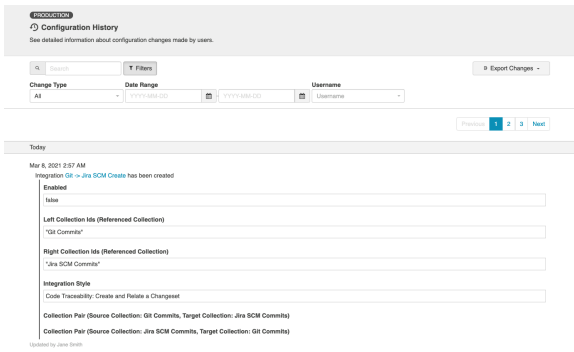 PRODUCTION
Configuration History
See detailed information about configuration changes made by users.
Search
Filters
Export Changes
Change Type
Date Range
Username
All
YYYY-MM-DD
YYYY-MM-DD
Username
Previous 1 2 3 Next
Today
Mar 8, 2021 2:57 AM
Integration Git -> Jira SCM Create has been created
Enabled
false
Left Collection Ids (Referenced Collection)
"Git Commits"
Right Collection Ids (Referenced Collection)
"Jira SCM Commits"
Integration Style
Code Traceability: Create and Relate a Changeset
Collection Pair (Source Collection: Git Commits, Target Collection: Jira SCM Commits)
Collection Pair (Source Collection: Jira SCM Commits, Target Collection: Git Commits)
Updated by Jane Smith